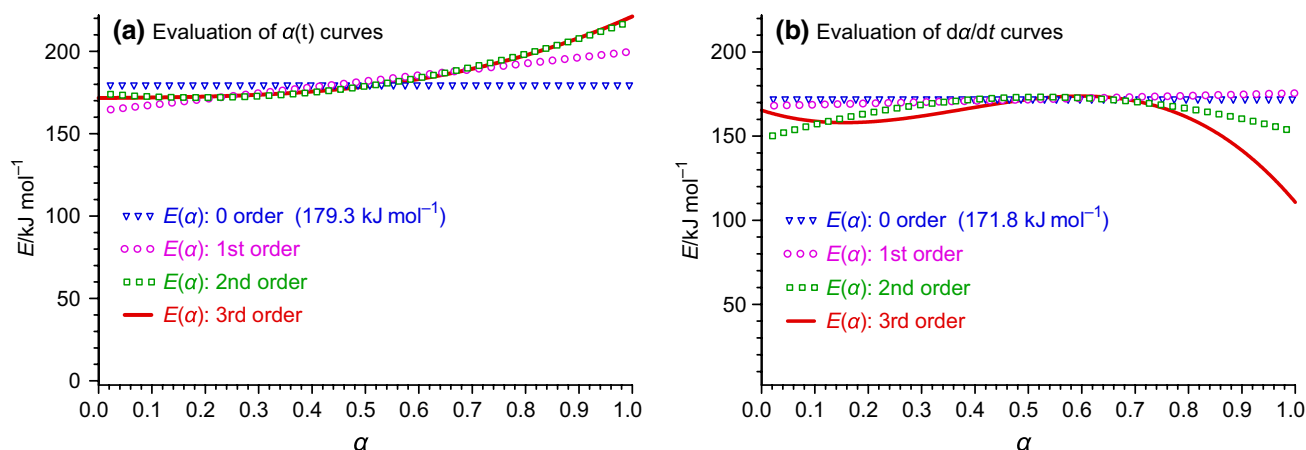 (a) Evaluation of α(t) curves
200
150
100
50
0
E/kJ mol⁻¹
E(α): 0 order (179.3 kJ mol⁻¹)
E(α): 1st order
E(α): 2nd order
E(α): 3rd order
0.0 0.1 0.2 0.3 0.4 0.5 0.6 0.7 0.8 0.9 1.0
α
(b) Evaluation of dα/dt curves
200
150
100
50
E/kJ mol⁻¹
E(α): 0 order (171.8 kJ mol⁻¹)
E(α): 1st order
E(α): 2nd order
E(α): 3rd order
0.0 0.1 0.2 0.3 0.4 0.5 0.6 0.7 0.8 0.9 1.0
α